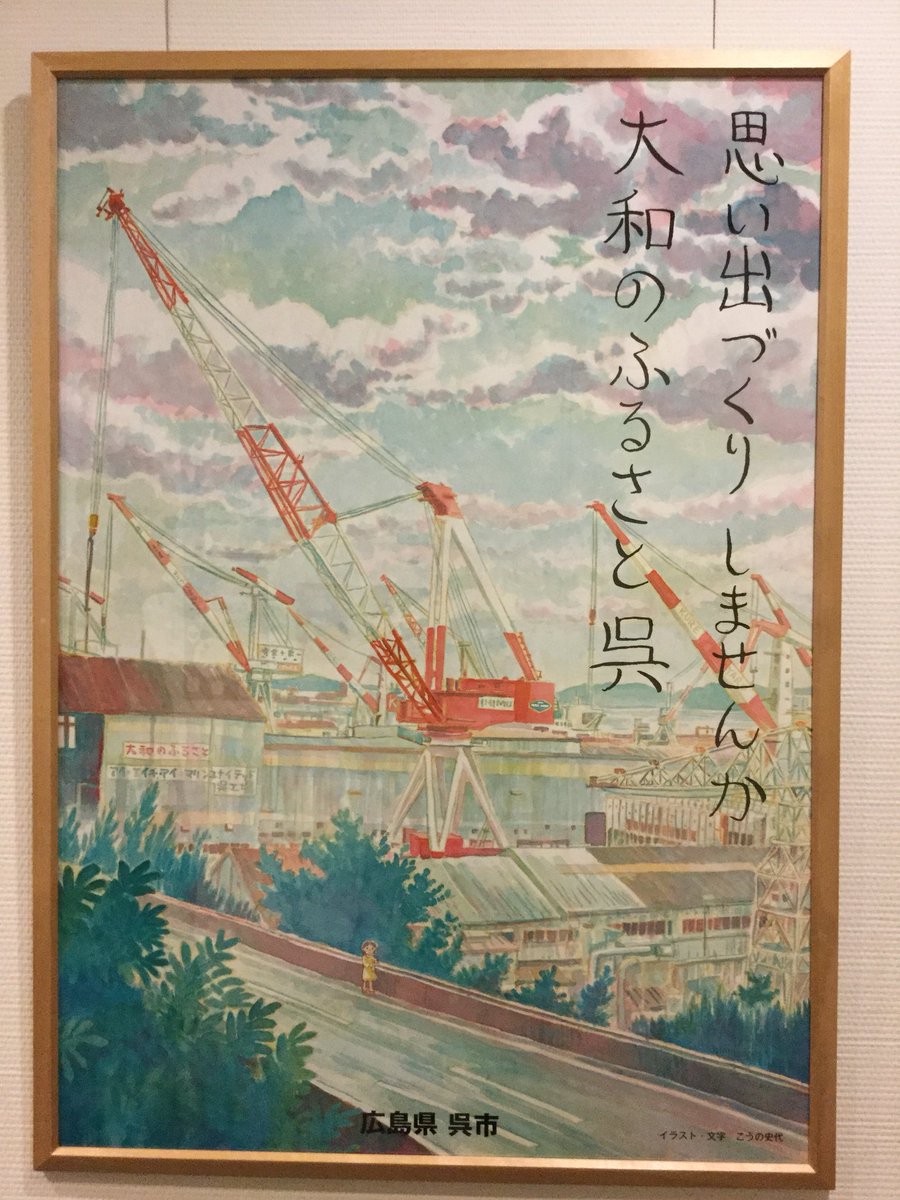 思い出づくりしませんか
大和のふるさと呉
大和のふるさと
広島県 呉市
イラスト・文字 こうの史代